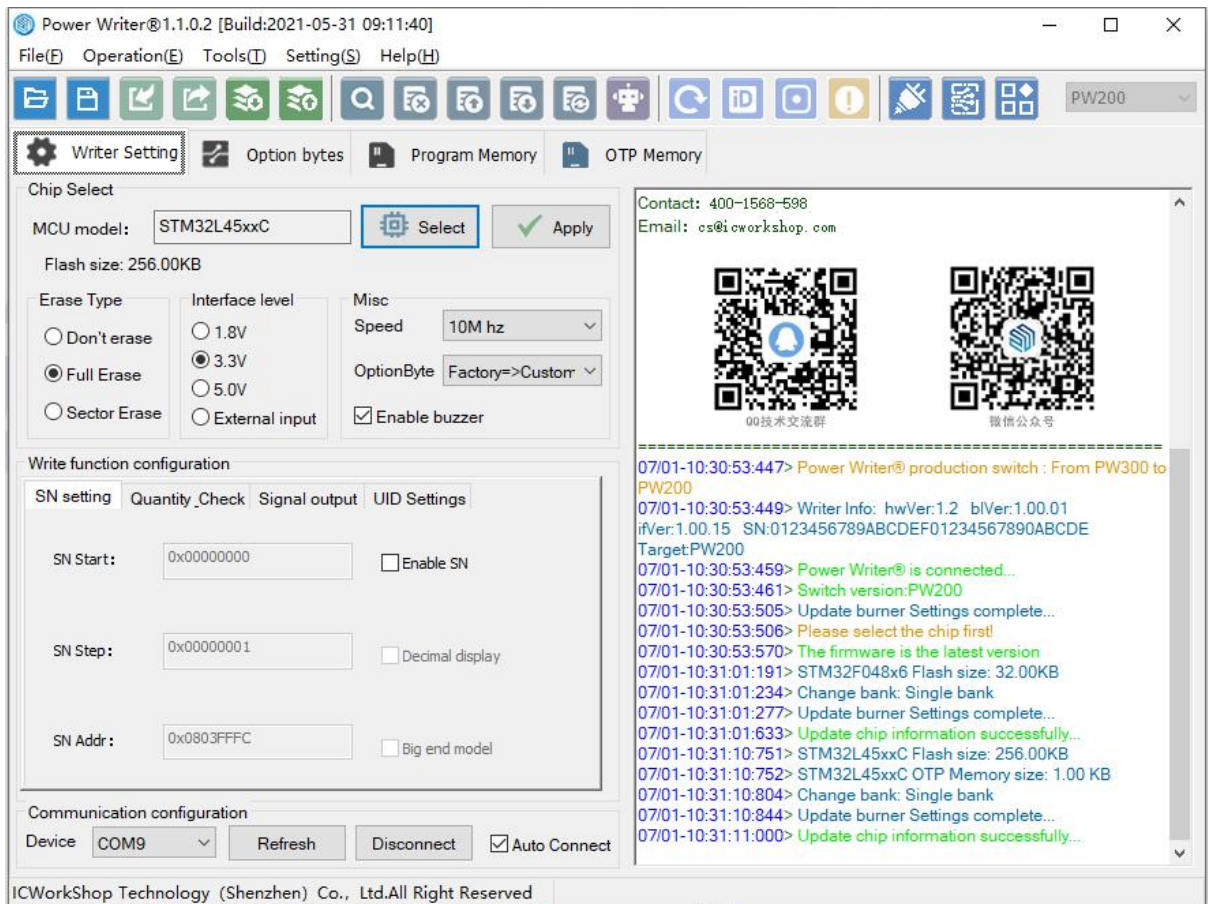 Power Writer®1.1.0.2 [Build:2021-05-31 09:11:40]
File(F) Operation(E) Tools(T) Setting(S) Help(H)
iD
PW200
Writer Setting Option bytes Program Memory OTP Memory
Chip Select
MCU model: STM32L45xxC Select Apply
Flash size: 256.00KB
Erase Type
Don't erase
Full Erase
Sector Erase
Interface level
1.8V
3.3V
5.0V
External input
Misc
Speed 10M hz
OptionByte Factory=>Custom
Enable buzzer
Write function configuration
SN setting Quantity_Check Signal output UID Settings
SN Start: 0x00000000 Enable SN
SN Step: 0x00000001 Decimal display
SN Addr: 0x0803FFFC Big end model
Communication configuration
Device COM9 Refresh Disconnect Auto Connect
Contact: 400-1568-598
Email: cs@icworkshop.com
QQ技术交流群 微信公众号
=======================================================
07/01-10:30:53:447> Power Writer® production switch : From PW300 to
PW200
07/01-10:30:53:449> Writer Info: hwVer:1.2 blVer:1.00.01
ifVer:1.00.15 SN:0123456789ABCDEF01234567890ABCDE
Target:PW200
07/01-10:30:53:459> Power Writer® is connected...
07/01-10:30:53:461> Switch version:PW200
07/01-10:30:53:505> Update burner Settings complete...
07/01-10:30:53:506> Please select the chip first!
07/01-10:30:53:570> The firmware is the latest version
07/01-10:31:01:191> STM32F048x6 Flash size: 32.00KB
07/01-10:31:01:234> Change bank: Single bank
07/01-10:31:01:277> Update burner Settings complete...
07/01-10:31:01:633> Update chip information successfully...
07/01-10:31:10:751> STM32L45xxC Flash size: 256.00KB
07/01-10:31:10:752> STM32L45xxC OTP Memory size: 1.00 KB
07/01-10:31:10:804> Change bank: Single bank
07/01-10:31:10:844> Update burner Settings complete...
07/01-10:31:11:000> Update chip information successfully...
ICWorkShop Technology (Shenzhen) Co., Ltd.All Right Reserved